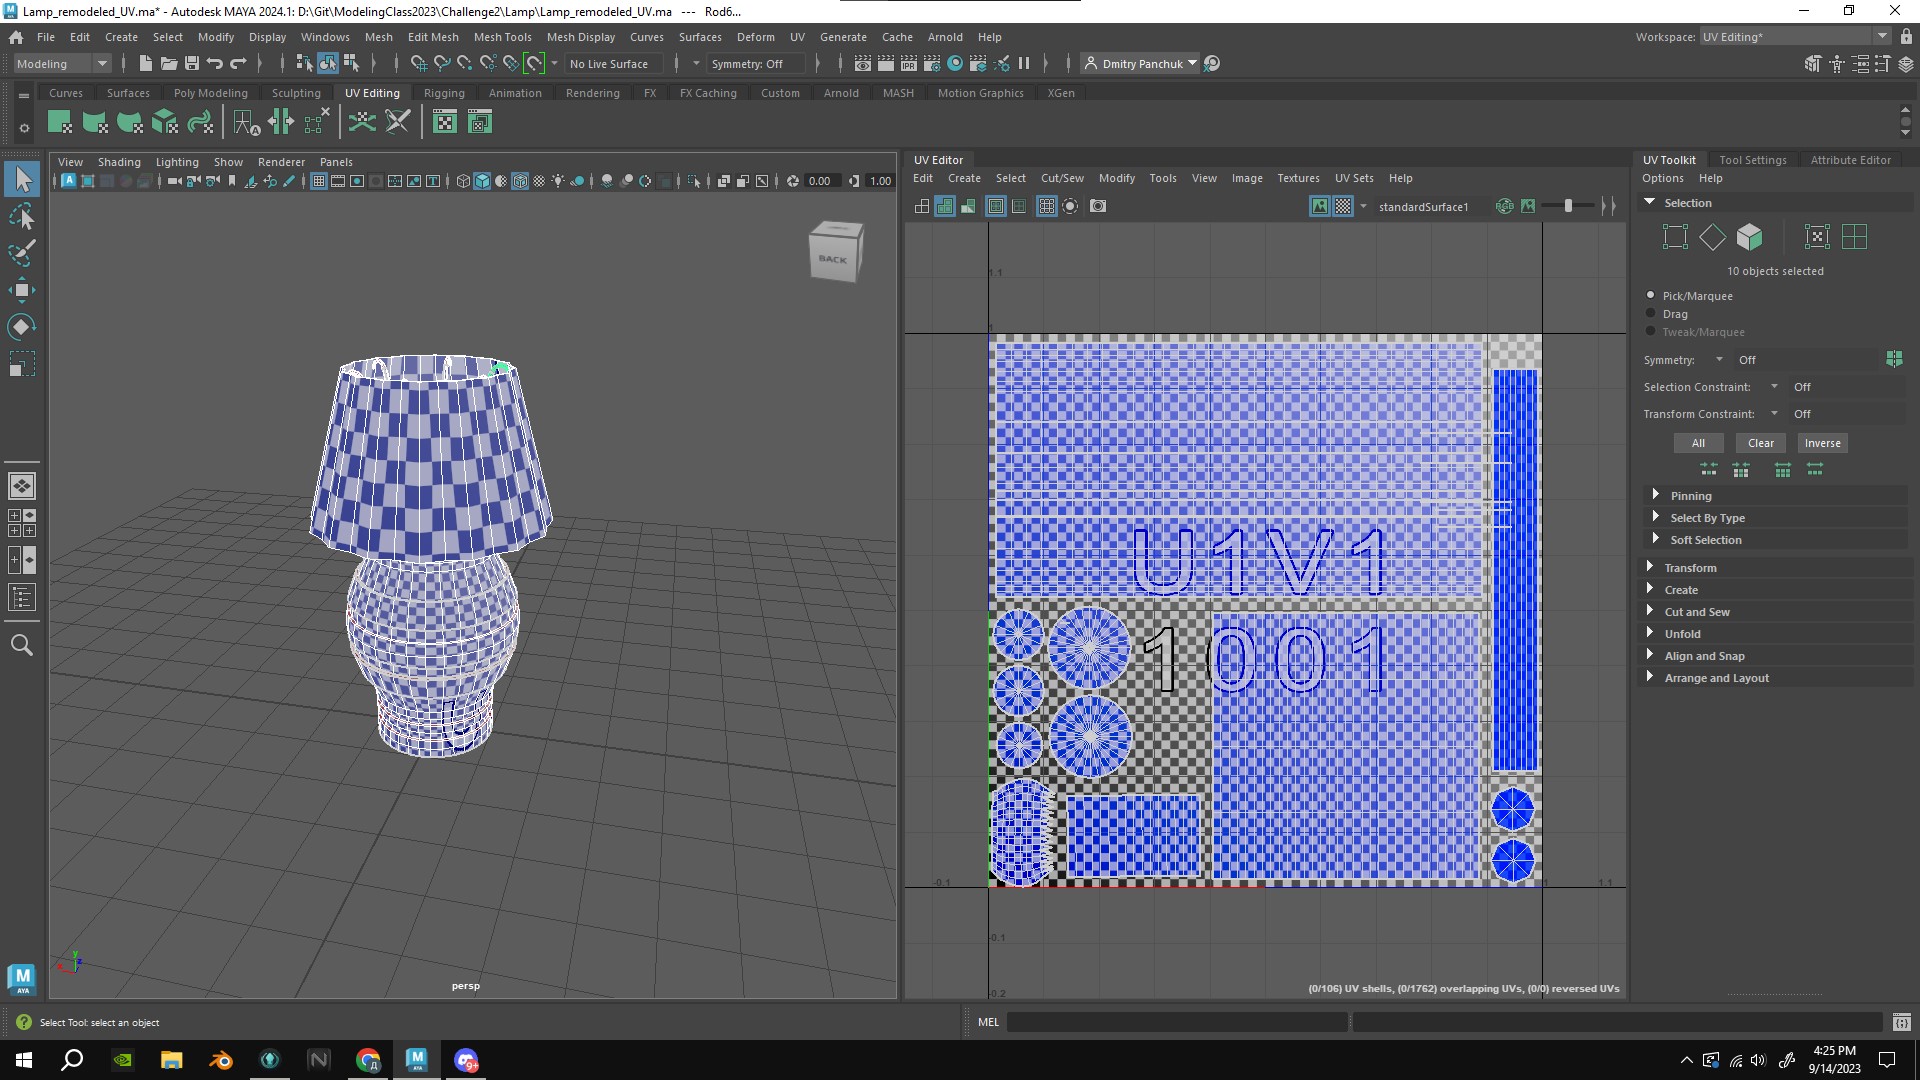 Lamp_remodeled_UV.ma* - Autodesk MAYA 2024.1: D:\Git\ModelingClass2023\Challenge2\Lamp\Lamp_remodeled_UV.ma --- Rod6...
File Edit Create Select Modify Display Windows Mesh Edit Mesh Mesh Tools Mesh Display Curves Surfaces Deform UV Generate Cache Arnold Help Workspace: UV Editing*
Modeling No Live Surface Symmetry: Off Dmitry Panchuk
Curves Surfaces Poly Modeling Sculpting UV Editing Rigging Animation Rendering FX FX Caching Custom Arnold MASH Motion Graphics XGen
View Shading Lighting Show Renderer Panels
0.00 1.00
BACK
persp
UV Editor
Edit Create Select Cut/Sew Modify Tools View Image Textures UV Sets Help
standardSurface1
1.1
1
U1V1
1001
-0.1 1 1.1
-0.1
-0.2
(0/106) UV shells, (0/1762) overlapping UVs, (0/0) reversed UVs
UV Toolkit Tool Settings Attribute Editor
Options Help
Selection
10 objects selected
Pick/Marquee
Drag
Tweak/Marquee
Symmetry: Off
Selection Constraint: Off
Transform Constraint: Off
All Clear Inverse
Pinning
Select By Type
Soft Selection
Transform
Create
Cut and Sew
Unfold
Align and Snap
Arrange and Layout
M
AYA
Select Tool: select an object MEL
4:25 PM
9/14/2023